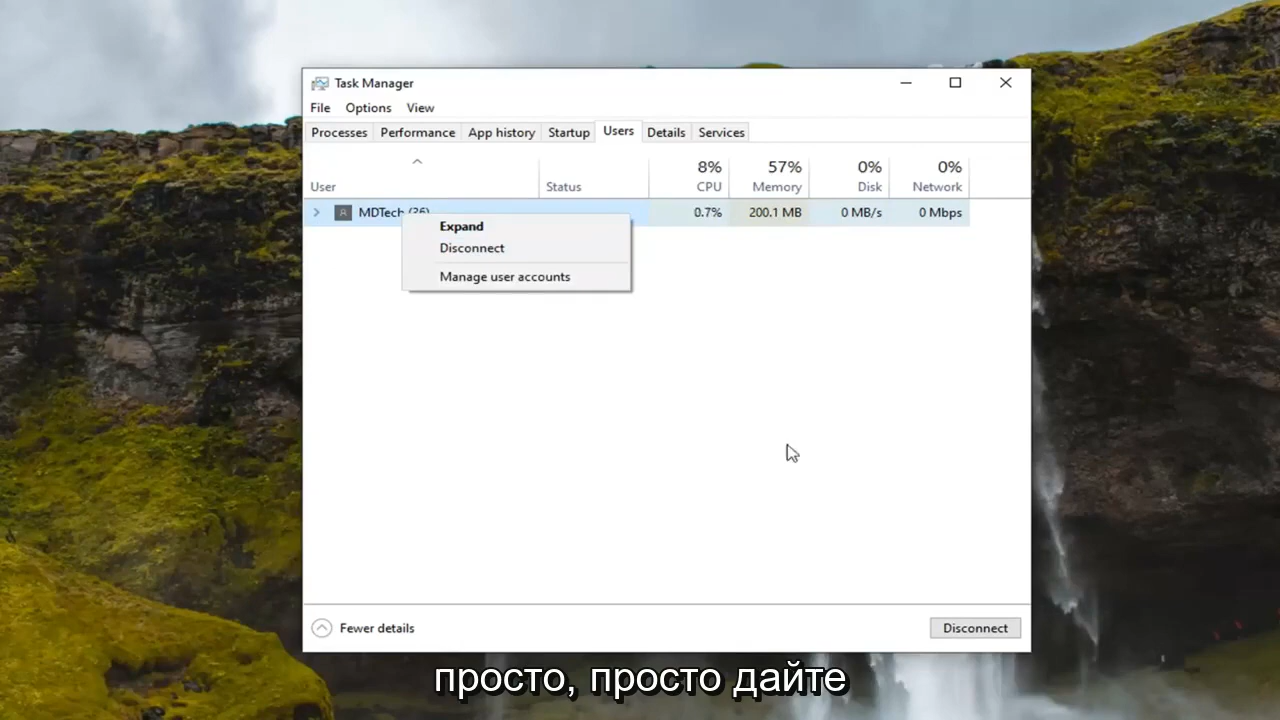 Task Manager
File Options View
Processes Performance App history Startup Users Details Services
8% 57% 0% 0%
User Status CPU Memory Disk Network
MDTech (36) 0.7% 200.1 MB 0 MB/s 0 Mbps
Expand
Disconnect
Manage user accounts
Fewer details Disconnect
просто, просто дайте